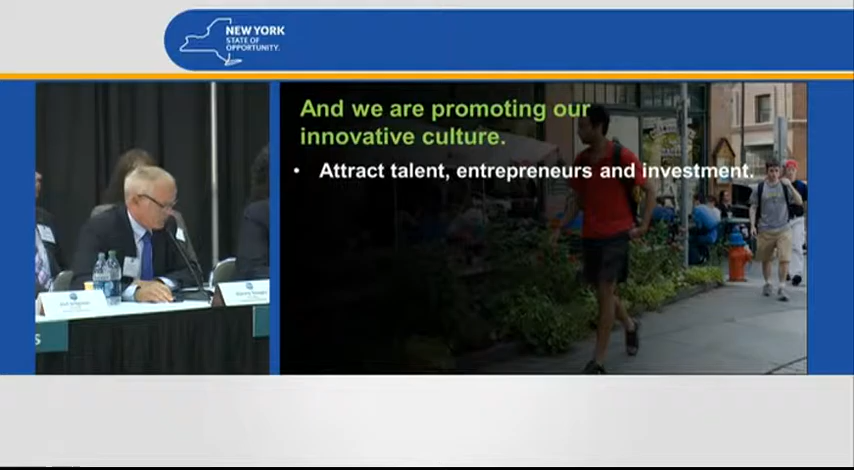 NEW YORK
STATE OF
OPPORTUNITY.
And we are promoting our
innovative culture.
• Attract talent, entrepreneurs and investment.
S